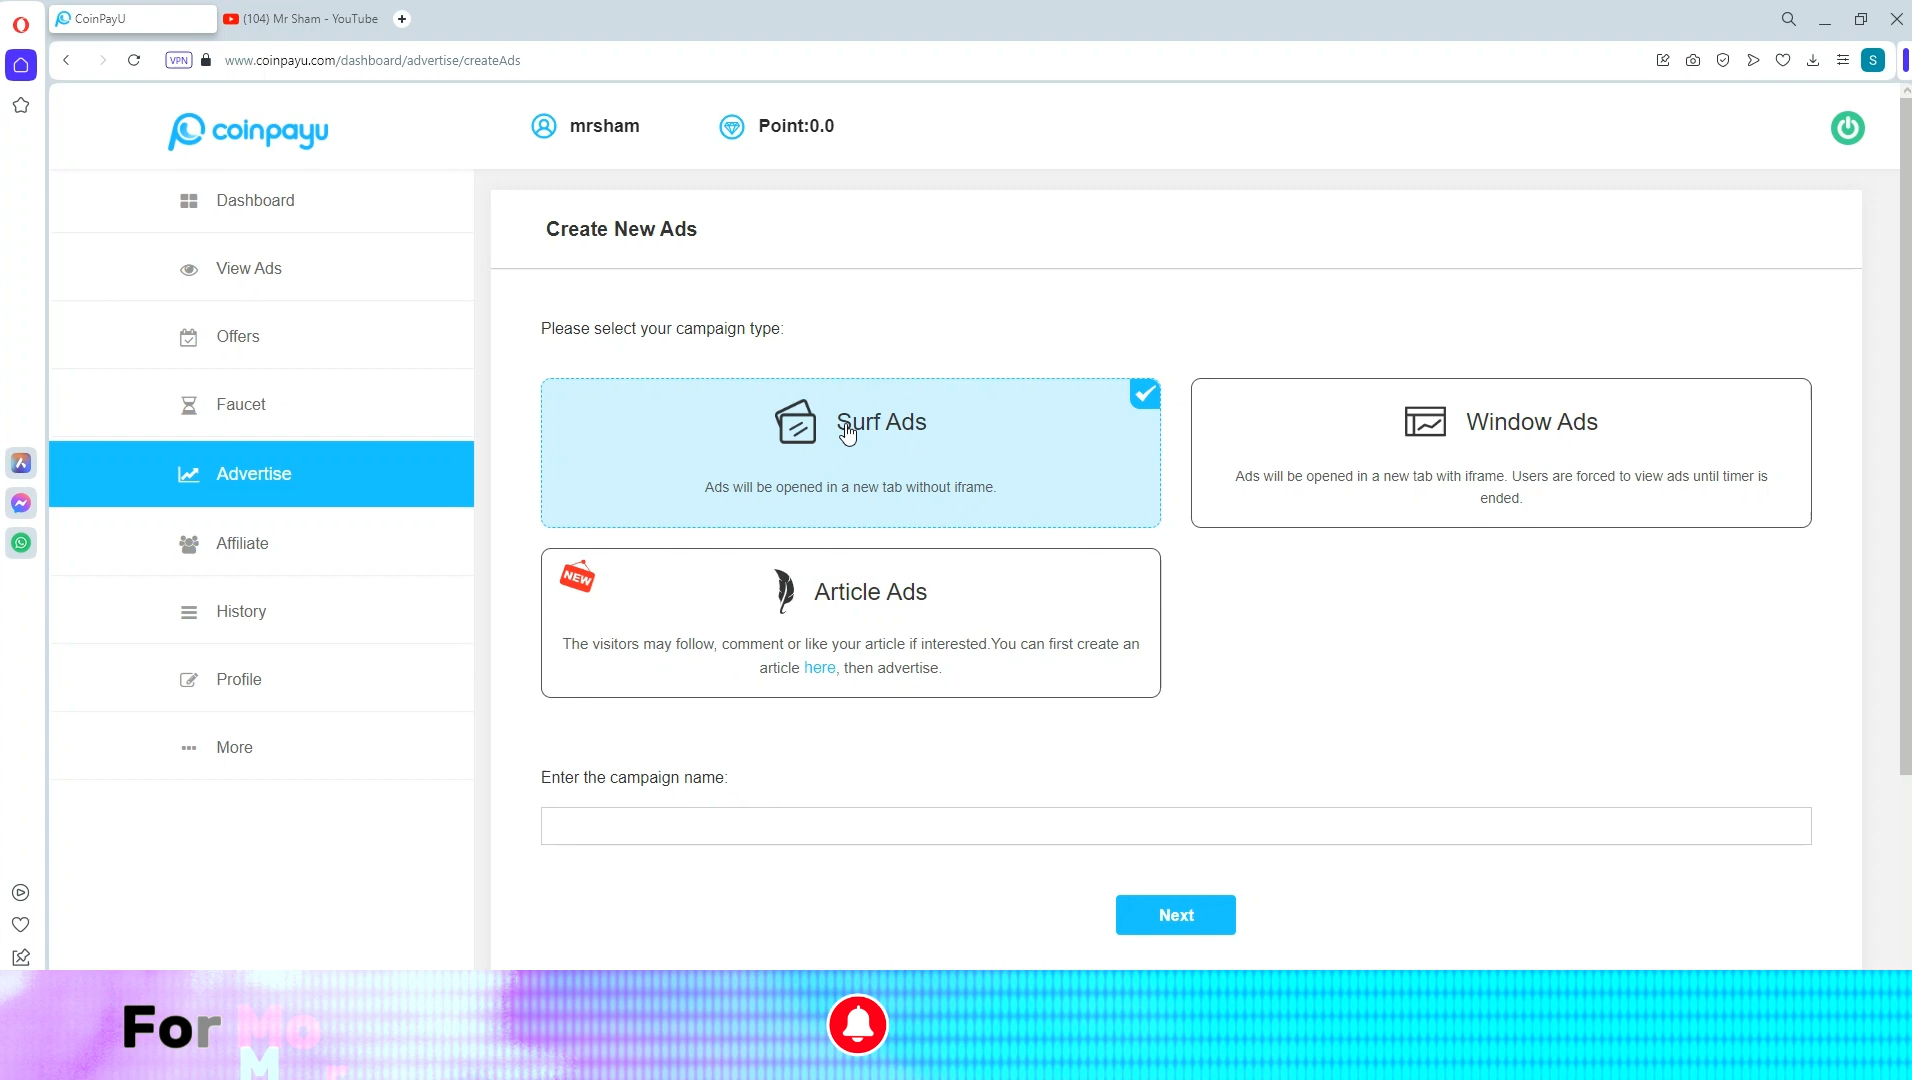 CoinPayU
(104) Mr Sham - YouTube
VPN
www.coinpayu.com/dashboard/advertise/createAds
S
coinpayu
mrsham
Point:0.0
Dashboard
View Ads
Offers
Faucet
Advertise
Affiliate
History
Profile
More
Create New Ads
Please select your campaign type:
Surf Ads
Ads will be opened in a new tab without iframe.
Window Ads
Ads will be opened in a new tab with iframe. Users are forced to view ads until timer is
ended.
NEW
Article Ads
The visitors may follow, comment or like your article if interested.You can first create an
article here, then advertise.
Enter the campaign name:
Next
For Mo
M